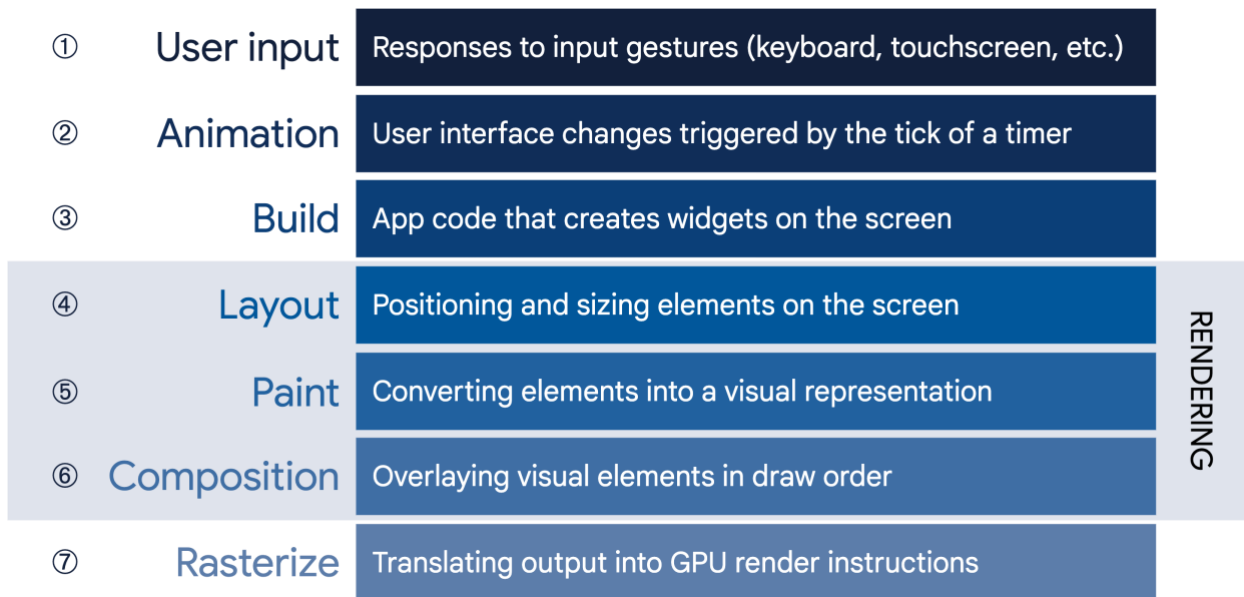 ① User input Responses to input gestures (keyboard, touchscreen, etc.)
② Animation User interface changes triggered by the tick of a timer
③ Build App code that creates widgets on the screen
④ Layout Positioning and sizing elements on the screen
⑤ Paint Converting elements into a visual representation
⑥ Composition Overlaying visual elements in draw order
RENDERING
⑦ Rasterize Translating output into GPU render instructions